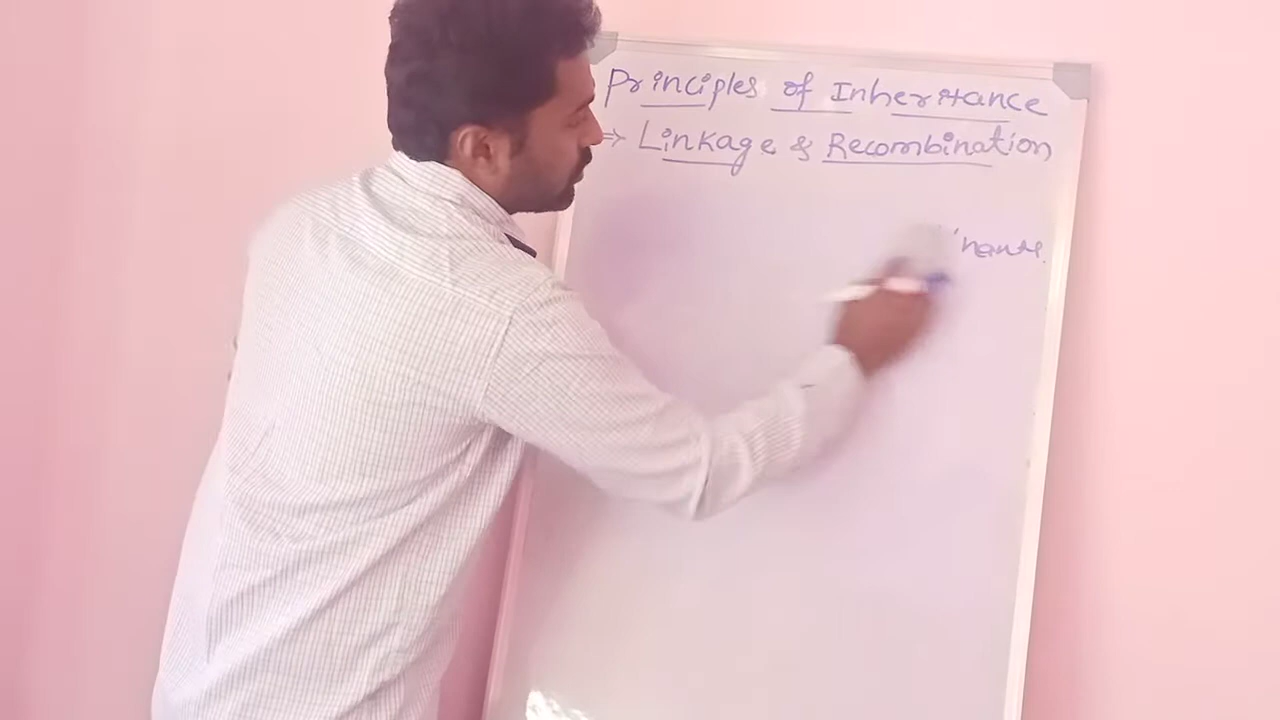 Principles of Inheritance
⇒ Linkage & Recombination